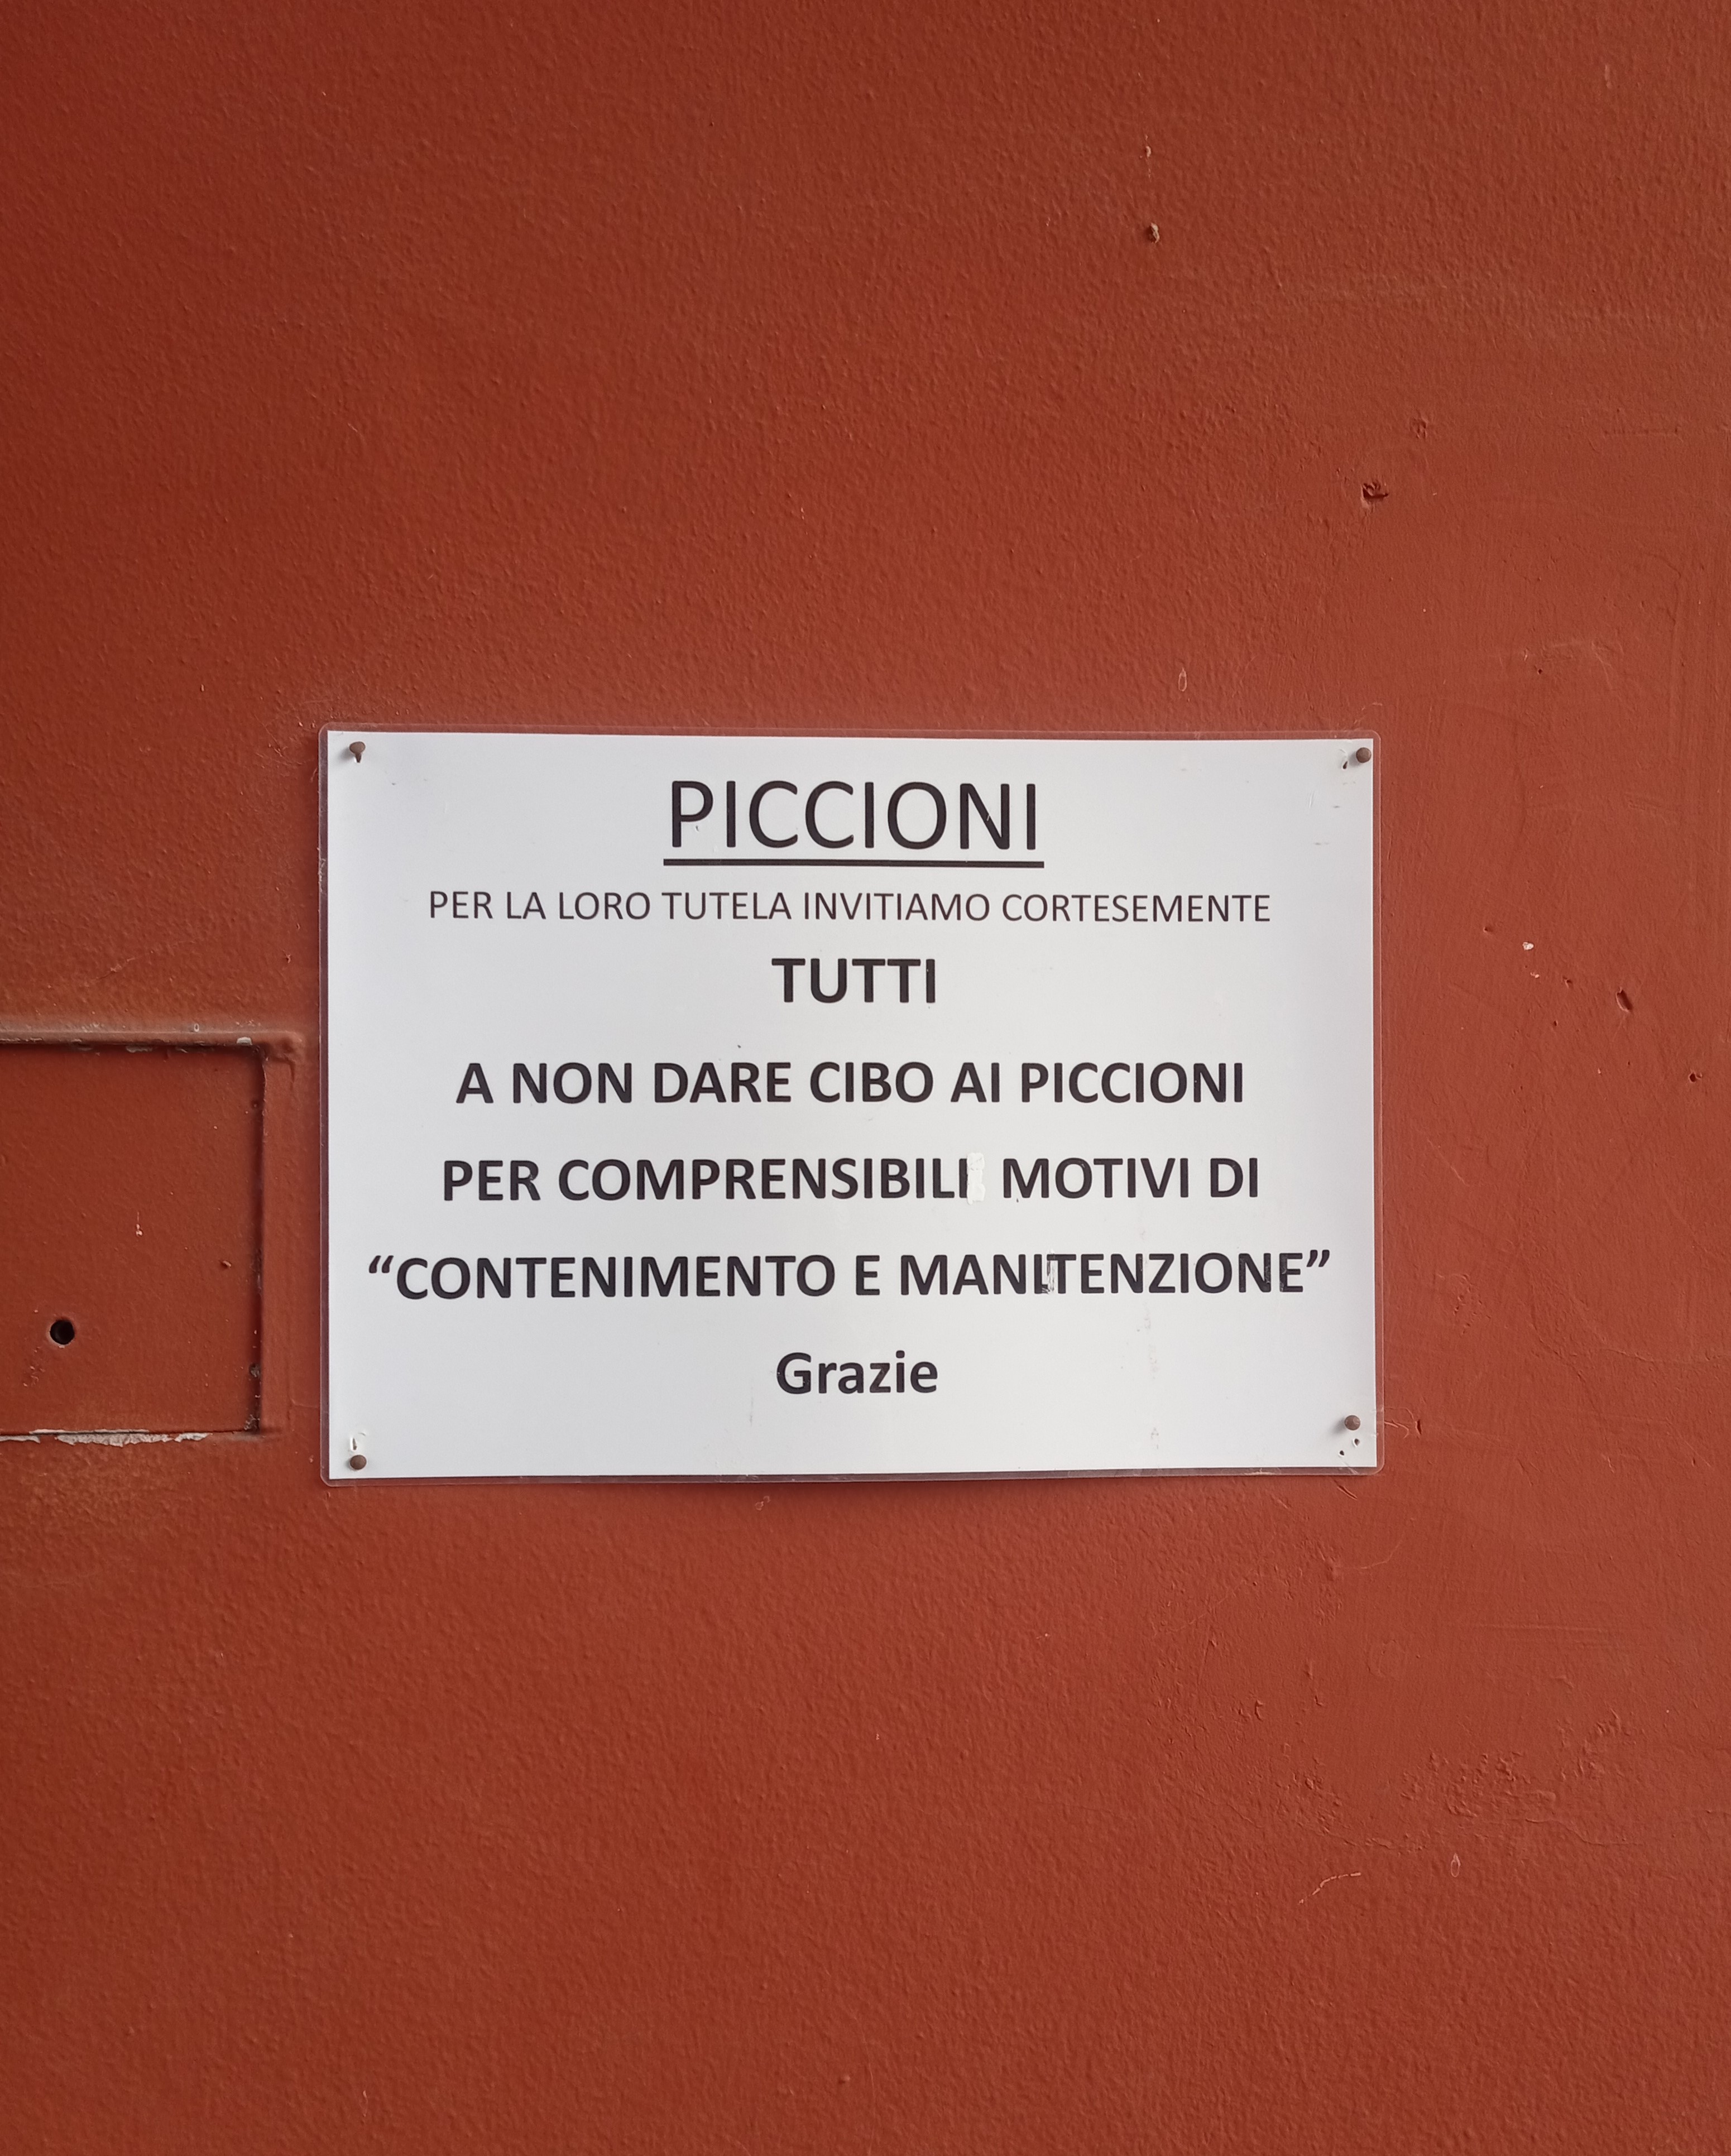 PICCIONI
PER LA LORO TUTELA INVITIAMO CORTESEMENTE
TUTTI
A NON DARE CIBO AI PICCIONI
PER COMPRENSIBILI MOTIVI DI
“CONTENIMENTO E MANITENZIONE”
Grazie